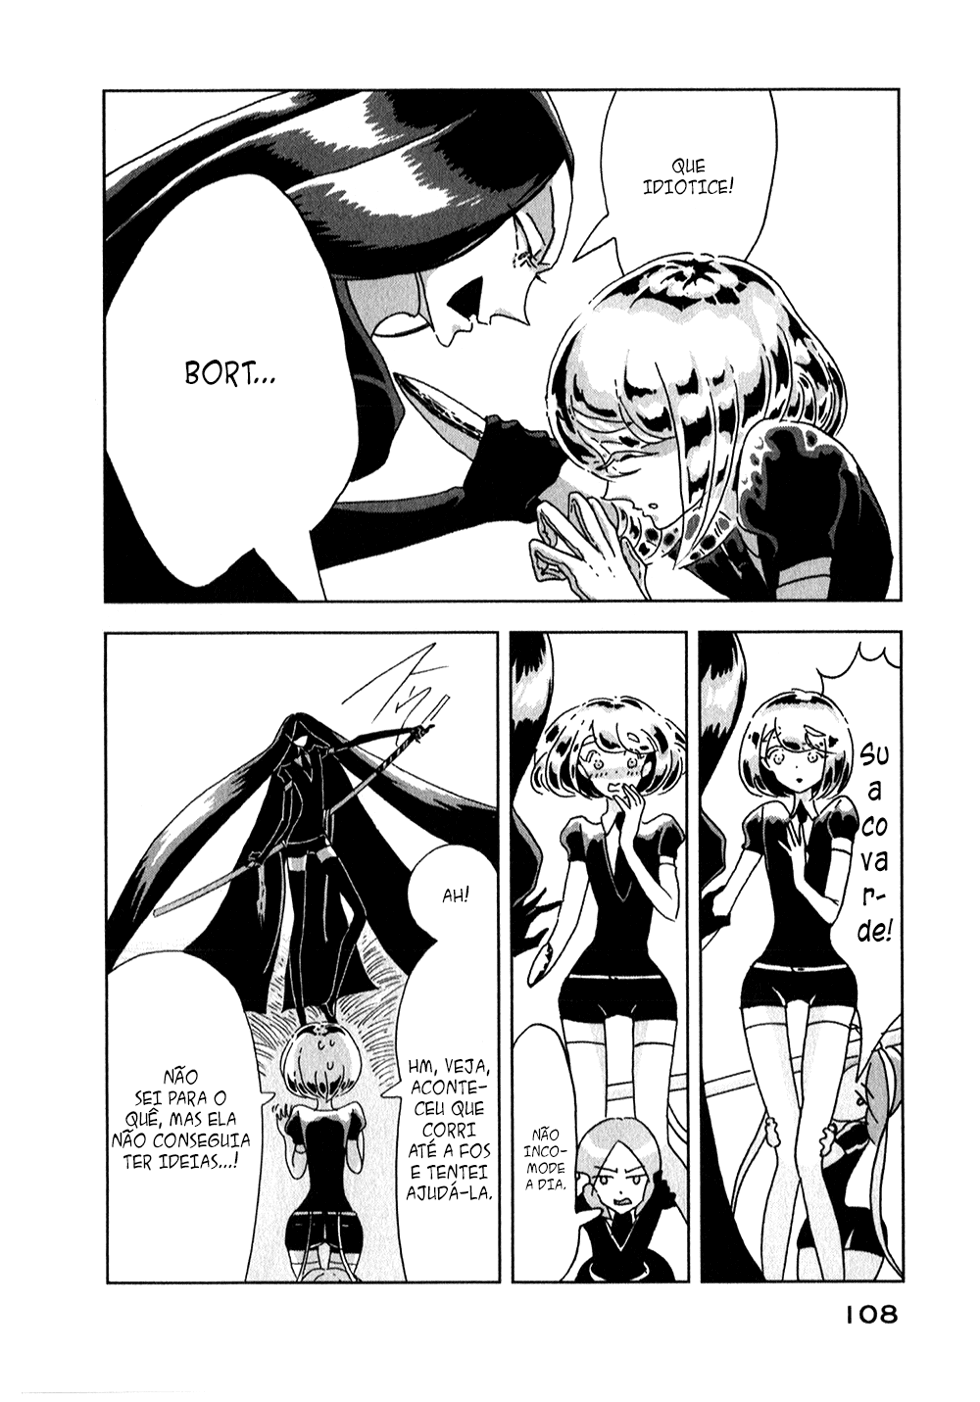 QUE
IDIOTICE!
BORT...
SU
A
CO
VAR-
DE!
NÃO
INCO-
MODE
A DIA.
AH!
HM, VEJA,
ACONTE-
CEU QUE
CORRI
ATÉ A FOS
E TENTEI
AJUDÁ-LA.
NÃO
SEI PARA O
QUÊ, MAS ELA
NÃO CONSEGUIA
TER IDEIAS...!
108